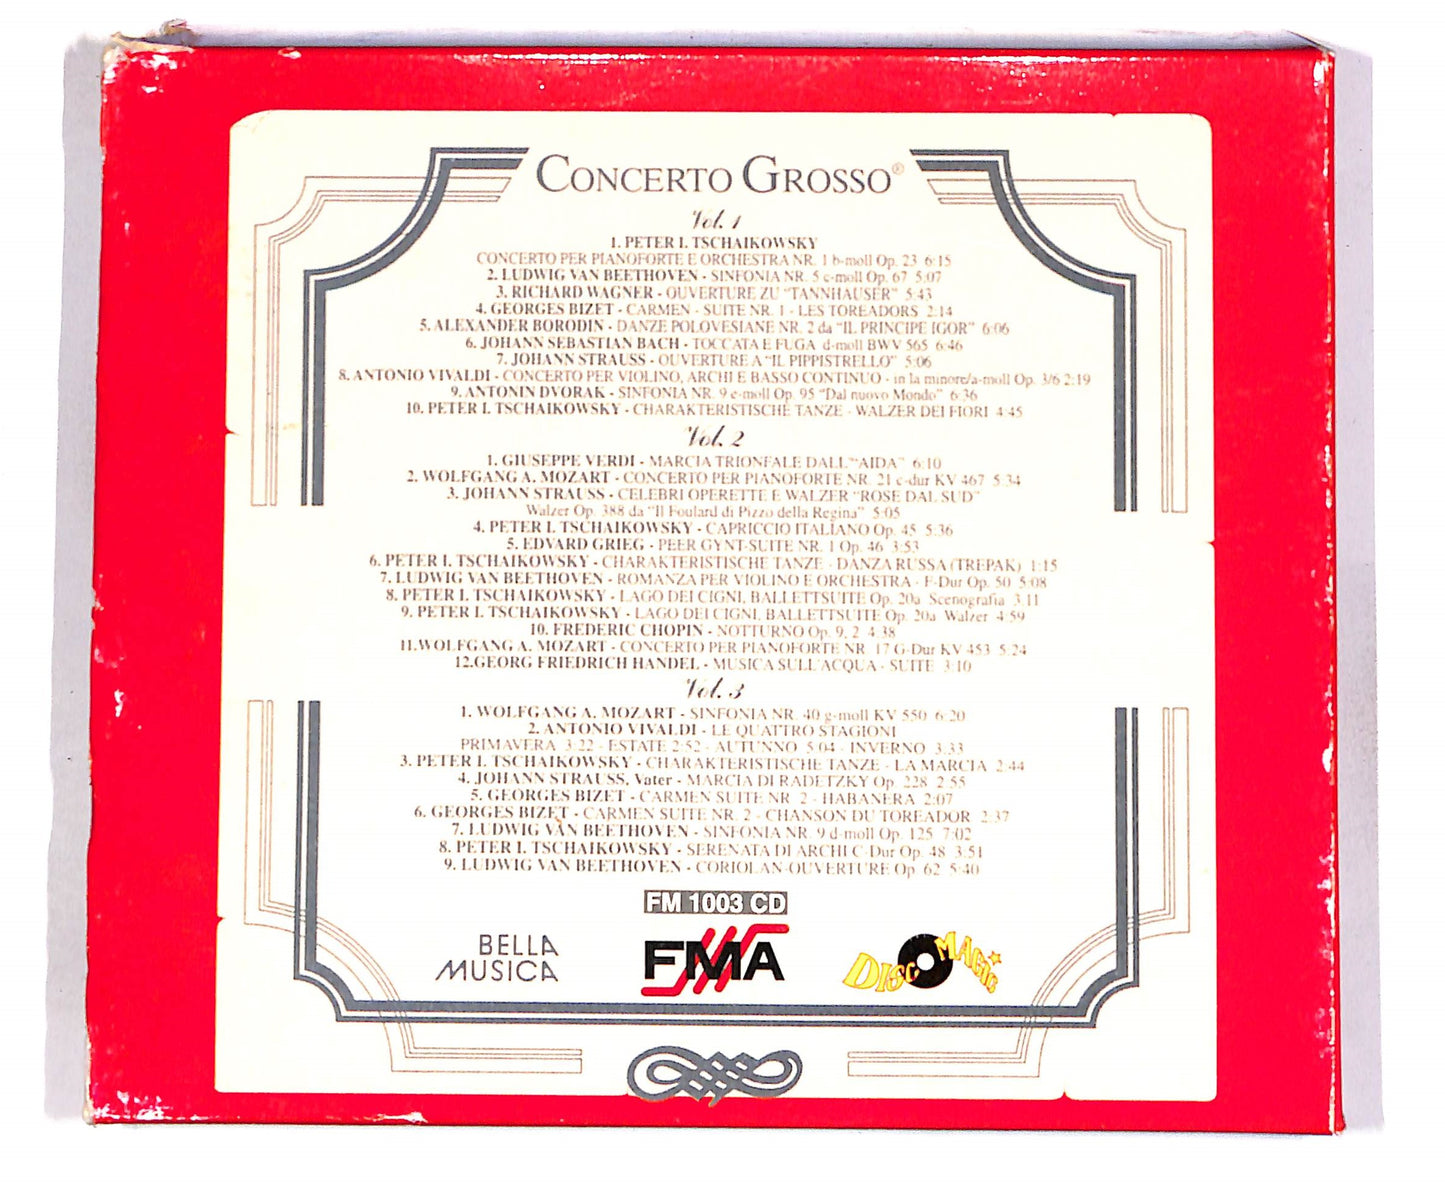 CONCERTO GROSSO®
Vol. 1
1. PETER I. TSCHAIKOWSKY
CONCERTO PER PIANOFORTE E ORCHESTRA NR. 1 b-moll Op. 23 6:15
2. LUDWIG VAN BEETHOVEN - SINFONIA NR. 5 c-moll Op. 67 5:07
3. RICHARD WAGNER - OUVERTURE ZU "TANNHAUSER" 5:43
4. GEORGES BIZET - CARMEN - SUITE NR. 1 - LES TOREADORS 2:14
5. ALEXANDER BORODIN - DANZE POLOVESIANE NR. 2 da "IL PRINCIPE IGOR" 6:06
6. JOHANN SEBASTIAN BACH - TOCCATA E FUGA d-moll BWV 565 6:46
7. JOHANN STRAUSS - OUVERTURE A "IL PIPPISTRELLO" 5:06
8. ANTONIO VIVALDI - CONCERTO PER VIOLINO, ARCHI E BASSO CONTINUO - in la minore/a-moll Op. 3/6 2:19
9. ANTONIN DVORAK - SINFONIA NR. 9 e-moll Op. 95 "Dal nuovo Mondo" 6:36
10. PETER I. TSCHAIKOWSKY - CHARAKTERISTISCHE TANZE - WALZER DEI FIORI 4:45
Vol. 2
1. GIUSEPPE VERDI - MARCIA TRIONFALE DALL'"AIDA" 6:10
2. WOLFGANG A. MOZART - CONCERTO PER PIANOFORTE NR. 21 c-dur KV 467 5:34
3. JOHANN STRAUSS - CELEBRI OPERETTE E WALZER "ROSE DAL SUD"
Walzer Op. 388 da "Il Foulard di Pizzo della Regina" 5:05
4. PETER I. TSCHAIKOWSKY - CAPRICCIO ITALIANO Op. 45 5:36
5. EDVARD GRIEG - PEER GYNT-SUITE NR. 1 Op. 46 3:53
6. PETER I. TSCHAIKOWSKY - CHARAKTERISTISCHE TANZE - DANZA RUSSA (TREPAK) 1:15
7. LUDWIG VAN BEETHOVEN - ROMANZA PER VIOLINO E ORCHESTRA - F-Dur Op. 50 5:08
8. PETER I. TSCHAIKOWSKY - LAGO DEI CIGNI, BALLETTSUITE Op. 20a Scenografia 3:11
9. PETER I. TSCHAIKOWSKY - LAGO DEI CIGNI, BALLETTSUITE Op. 20a Walzer 4:59
10. FREDERIC CHOPIN - NOTTURNO Op. 9, 2 4:38
11.WOLFGANG A. MOZART - CONCERTO PER PIANOFORTE NR. 17 G-Dur KV 453 5:24
12.GEORG FRIEDRICH HANDEL - MUSICA SULL'ACQUA - SUITE 3:10
Vol. 3
1. WOLFGANG A. MOZART - SINFONIA NR. 40 g-moll KV 550 6:20
2. ANTONIO VIVALDI - LE QUATTRO STAGIONI
PRIMAVERA 3:22 - ESTATE 2:52 - AUTUNNO 5:04 - INVERNO 3:33
3. PETER I. TSCHAIKOWSKY - CHARAKTERISTISCHE TANZE - LA MARCIA 2:44
4. JOHANN STRAUSS, Vater - MARCIA DI RADETZKY Op. 228 2:55
5. GEORGES BIZET - CARMEN SUITE NR. 2 - HABANERA 2:07
6. GEORGES BIZET - CARMEN SUITE NR. 2 - CHANSON DU TOREADOR 2:37
7. LUDWIG VAN BEETHOVEN - SINFONIA NR. 9 d-moll Op. 125 7:02
8. PETER I. TSCHAIKOWSKY - SERENATA DI ARCHI C-Dur Op. 48 3:51
9. LUDWIG VAN BEETHOVEN - CORIOLAN-OUVERTURE Op. 62 5:40
FM 1003 CD
BELLA MUSICA
FMA
DISCOMAGIC